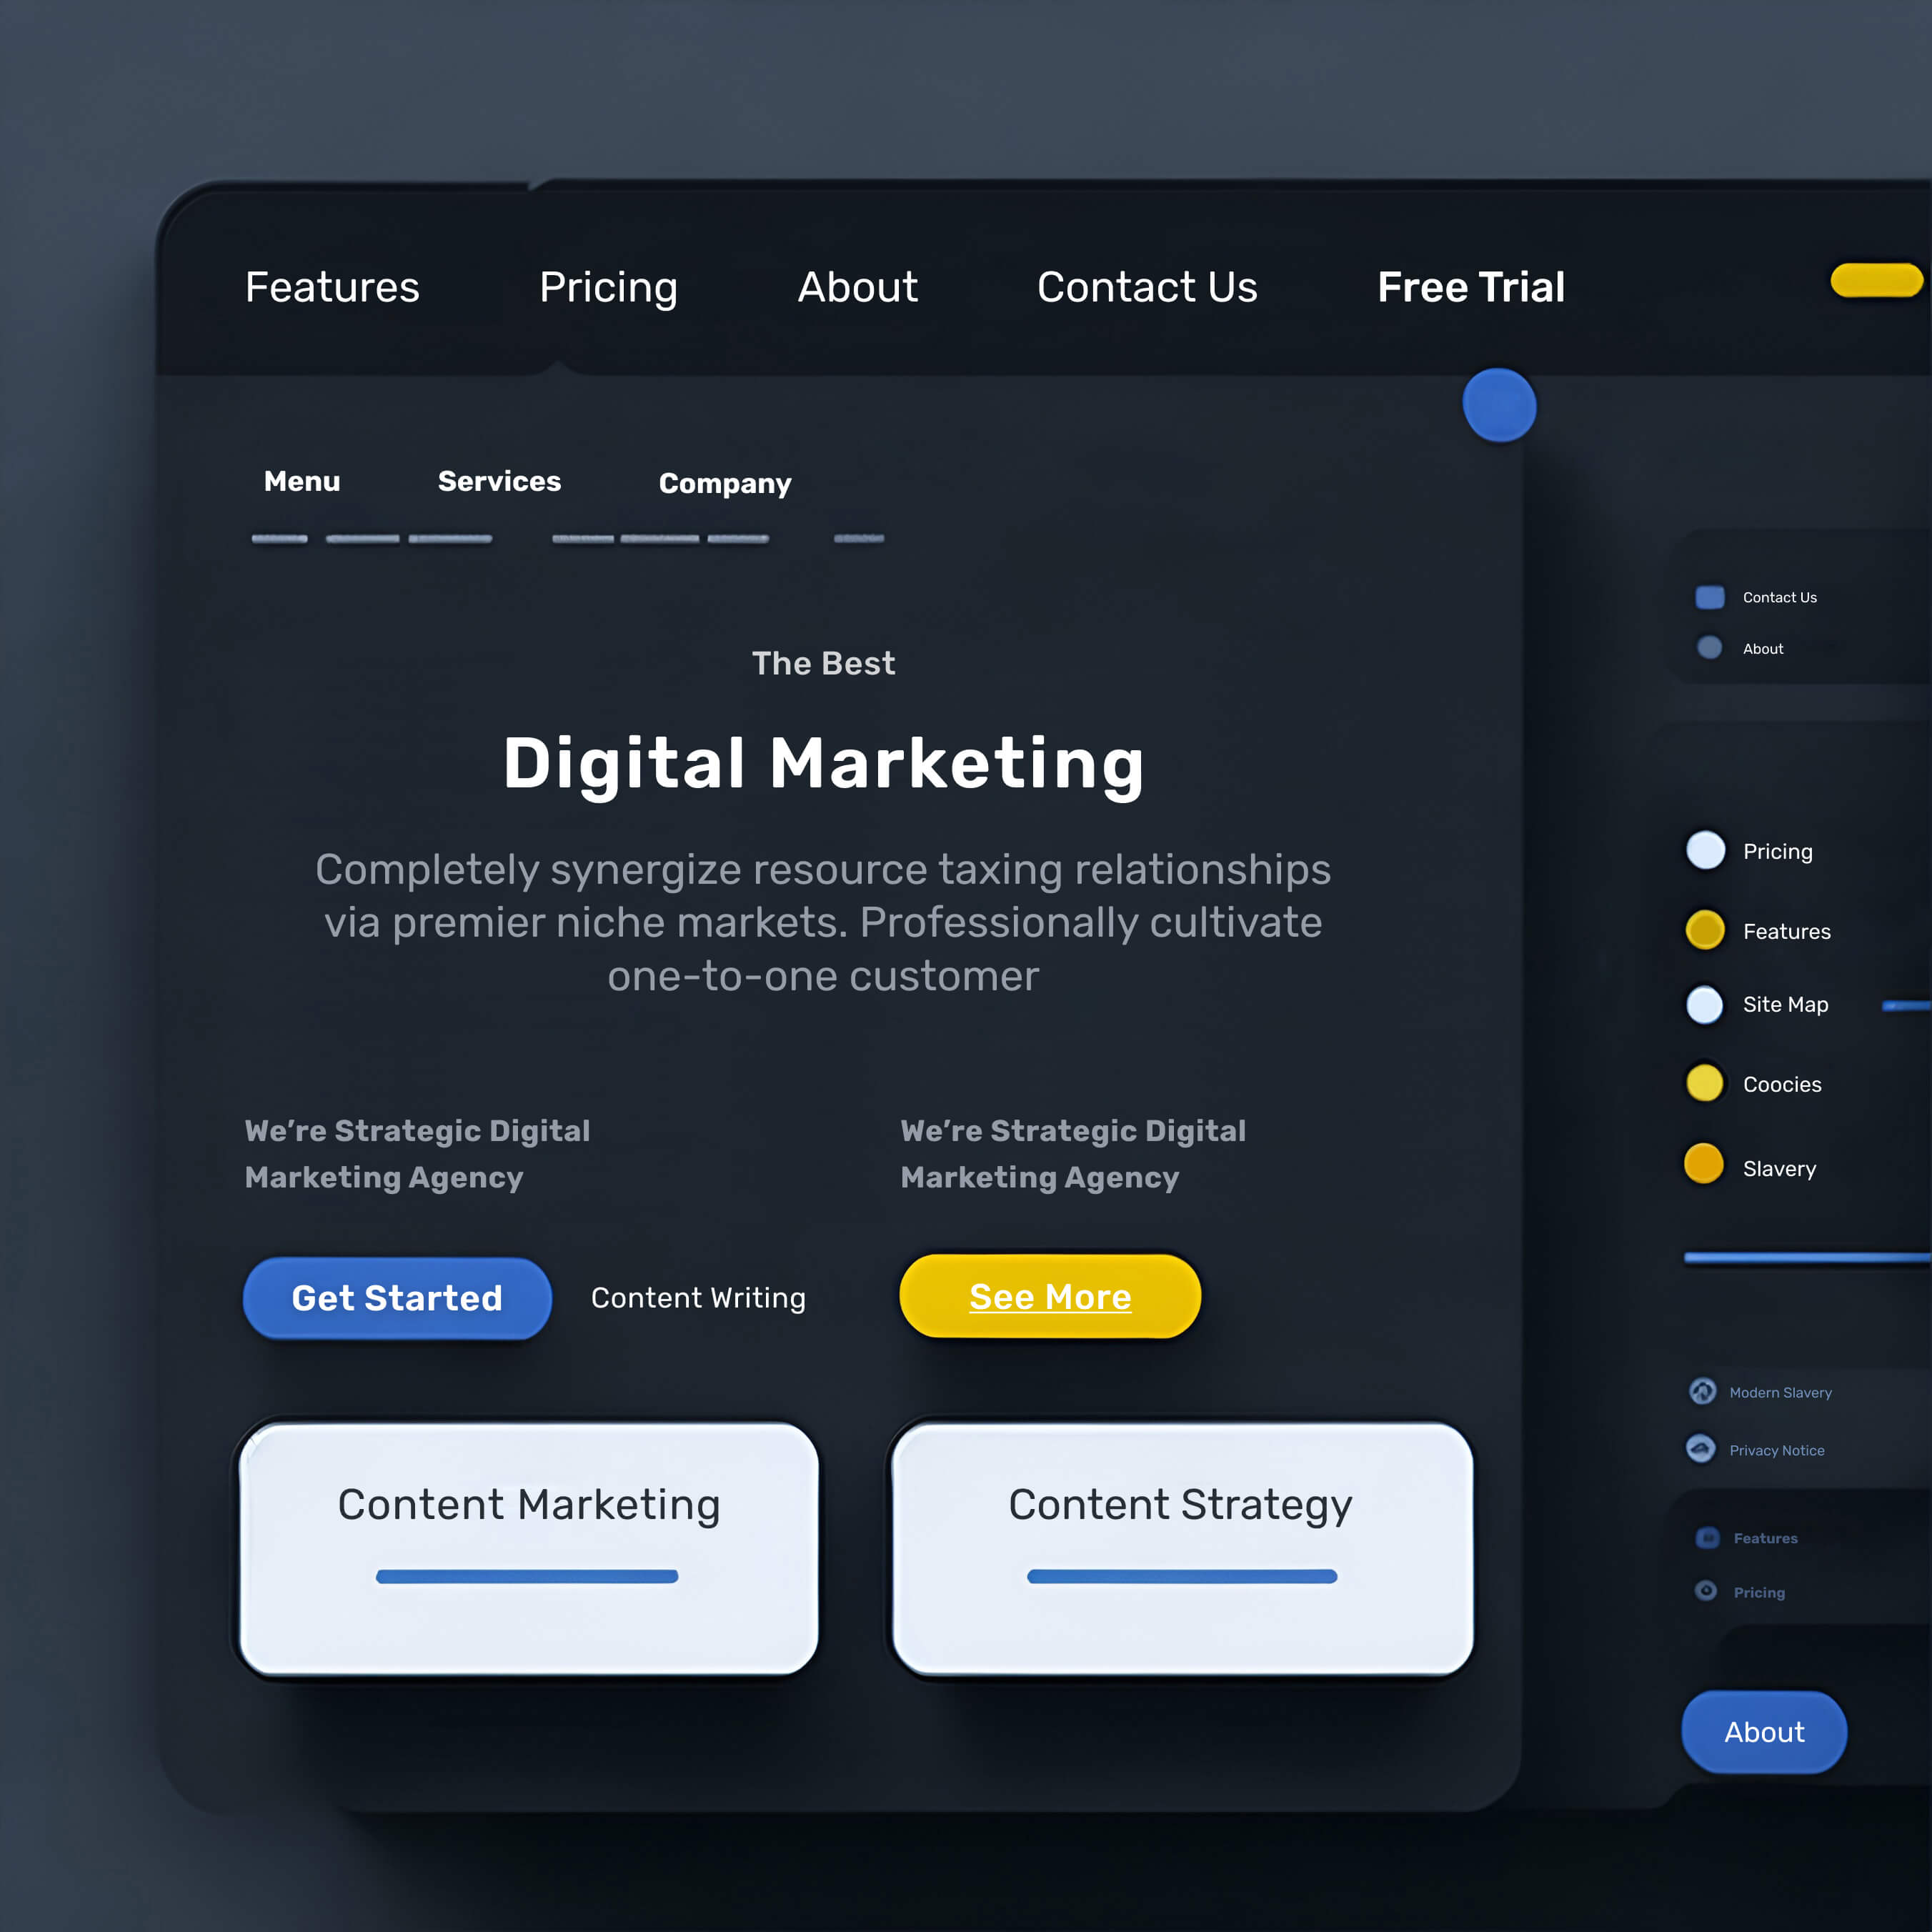 Features Pricing About Contact Us Free Trial
Menu Services Company
The Best
Digital Marketing
Completely synergize resource taxing relationships
via premier niche markets. Professionally cultivate
one-to-one customer
We’re Strategic Digital
Marketing Agency
We’re Strategic Digital
Marketing Agency
Get Started
Content Writing
See More
Content Marketing
Content Strategy
Contact Us
About
Pricing
Features
Site Map
Coocies
Slavery
Modern Slavery
Privacy Notice
Features
Pricing
About